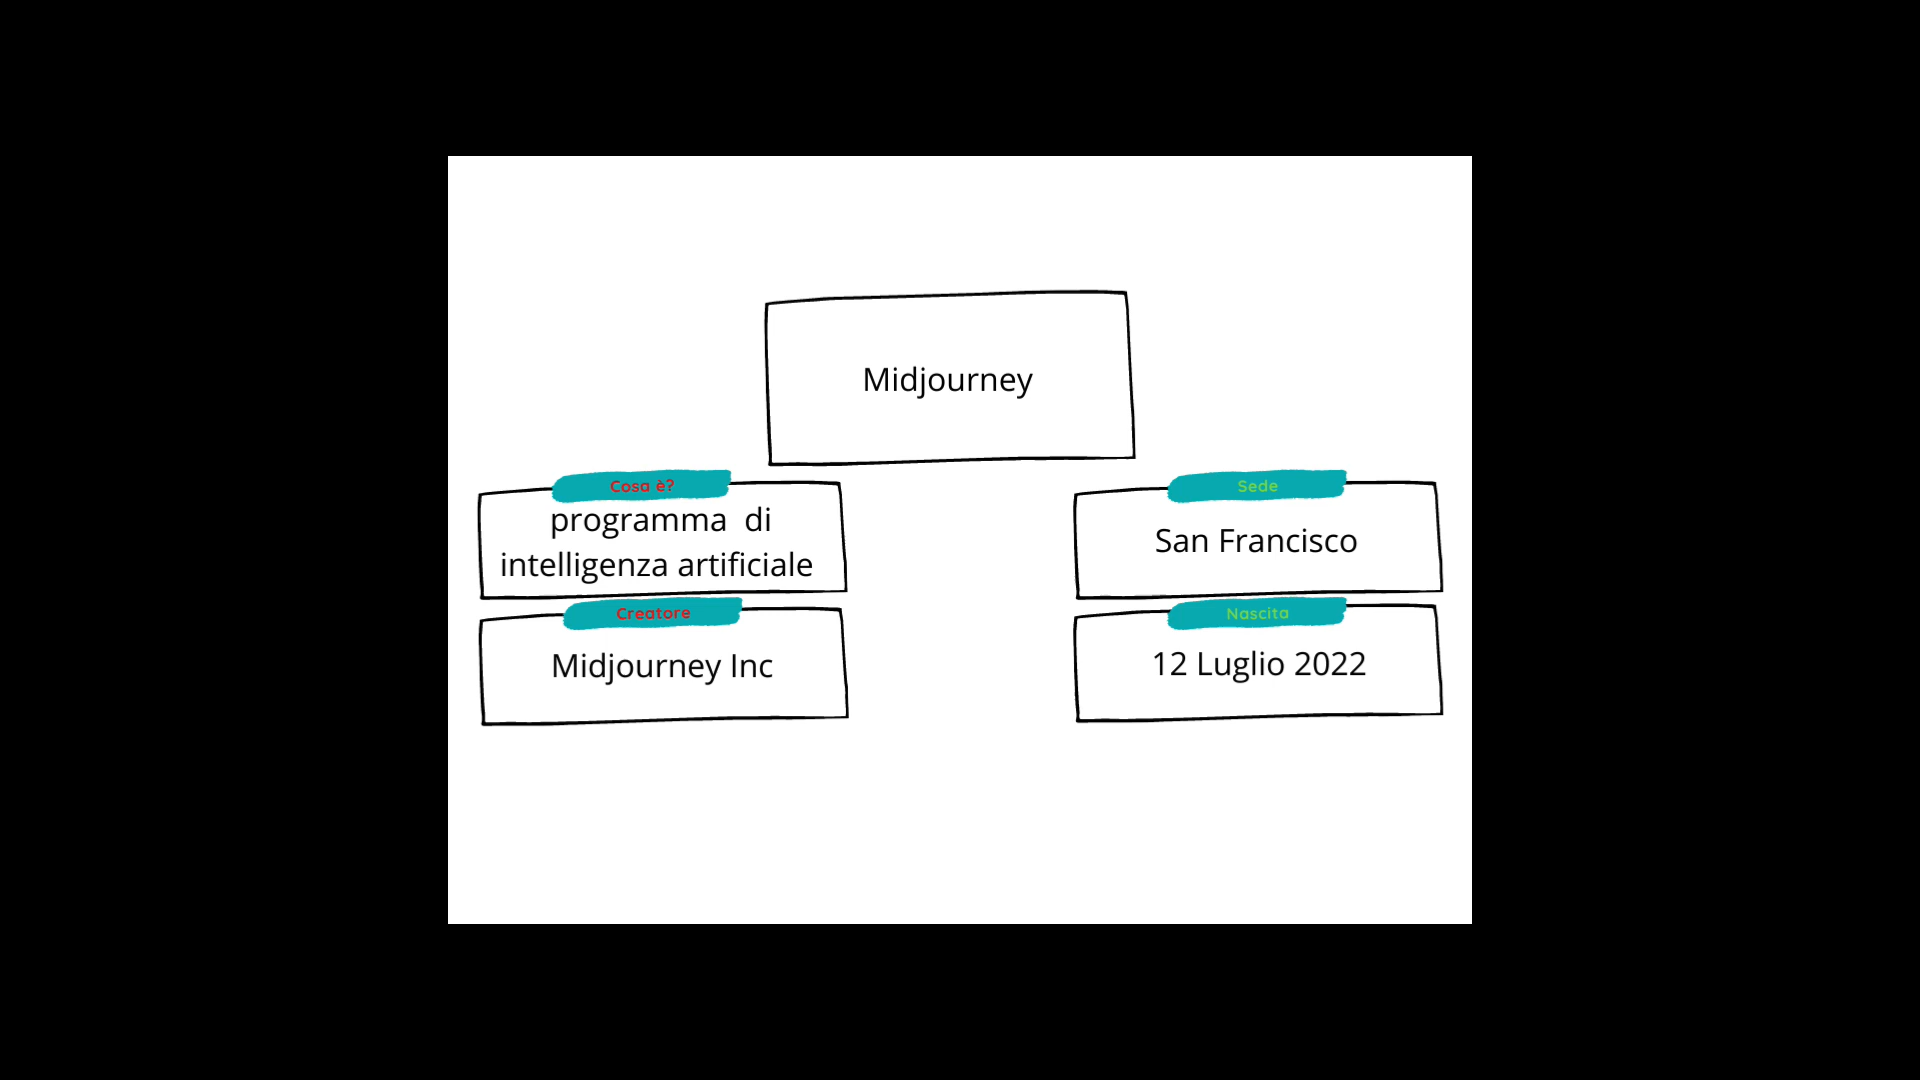 Midjourney
Cosa è?
programma di
intelligenza artificiale
Creatore
Midjourney Inc
Sede
San Francisco
Nascita
12 Luglio 2022